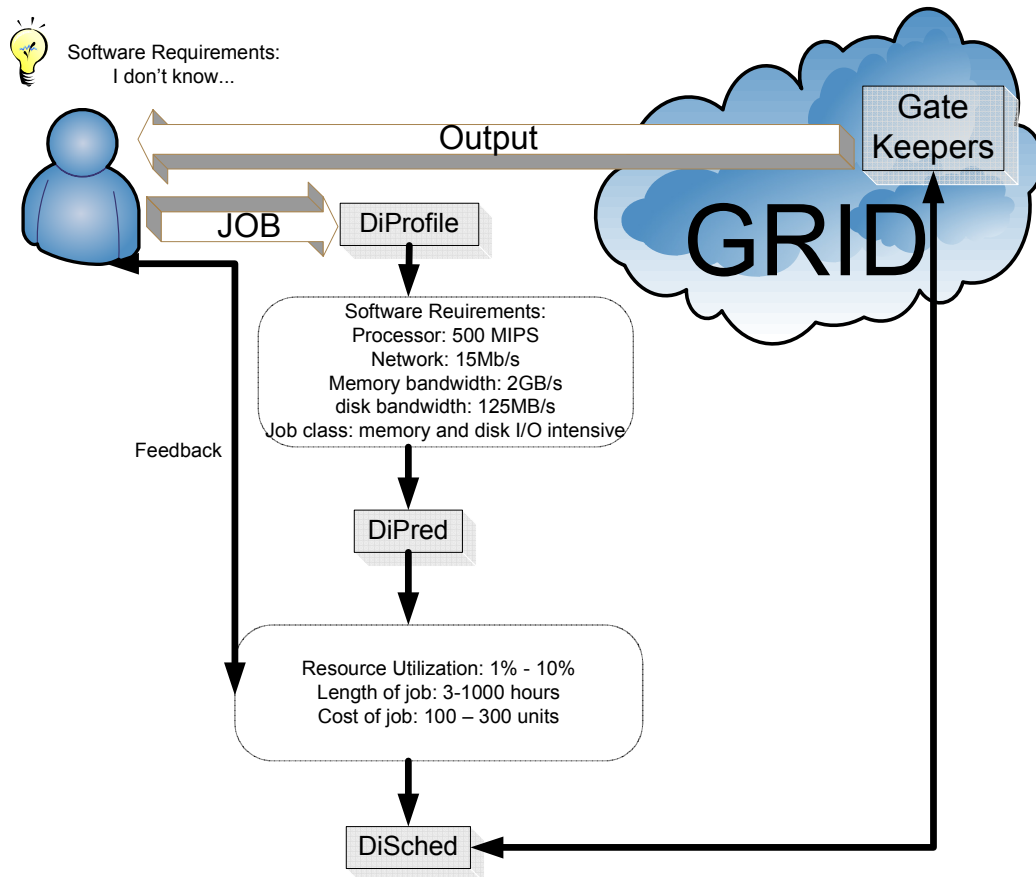 Software Requirements:
I don't know...
Output
Gate
Keepers
GRID
JOB
DiProfile
Software Reuirements:
Processor: 500 MIPS
Network: 15Mb/s
Memory bandwidth: 2GB/s
disk bandwidth: 125MB/s
Job class: memory and disk I/O intensive
Feedback
DiPred
Resource Utilization: 1% - 10%
Length of job: 3-1000 hours
Cost of job: 100 – 300 units
DiSched